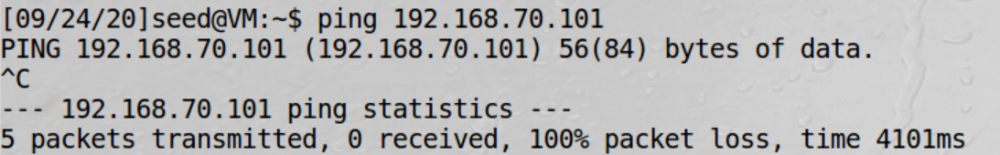 [09/24/20]seed@VM:~$ ping 192.168.70.101
PING 192.168.70.101 (192.168.70.101) 56(84) bytes of data.
^C
--- 192.168.70.101 ping statistics ---
5 packets transmitted, 0 received, 100% packet loss, time 4101ms